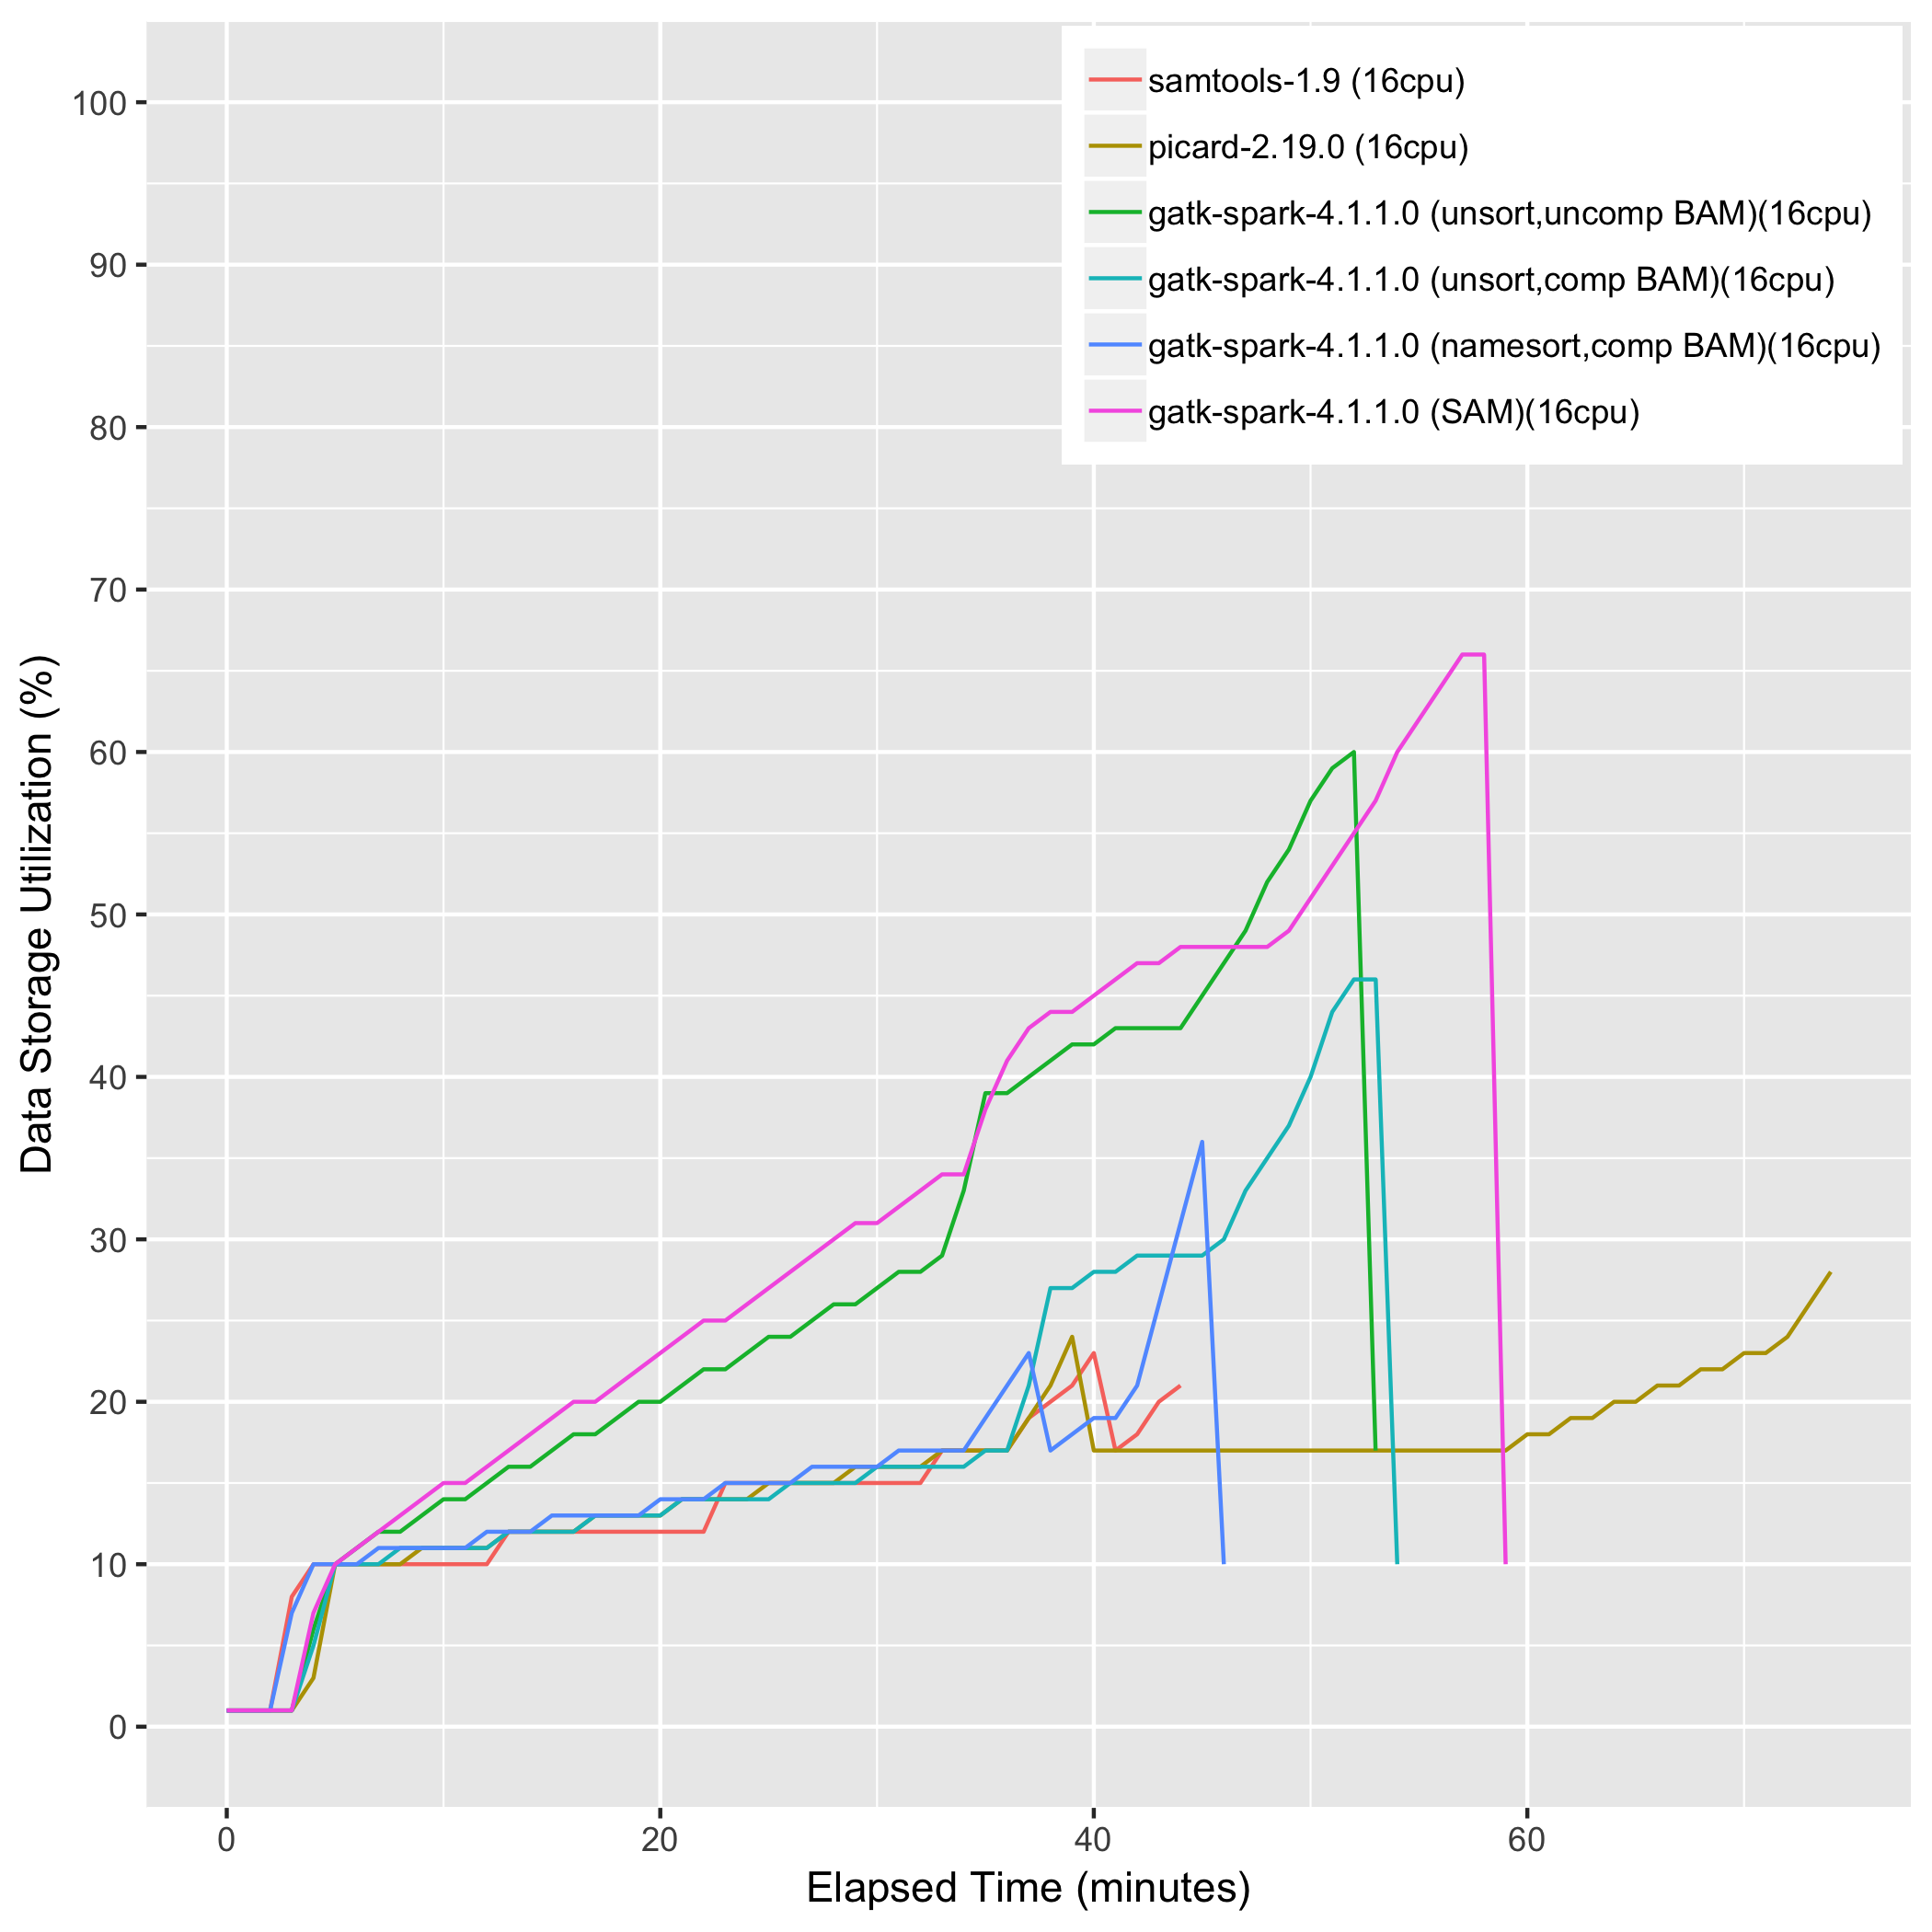 samtools-1.9 (16cpu)
picard-2.19.0 (16cpu)
gatk-spark-4.1.1.0 (unsort,uncomp BAM)(16cpu)
gatk-spark-4.1.1.0 (unsort,comp BAM)(16cpu)
gatk-spark-4.1.1.0 (namesort,comp BAM)(16cpu)
gatk-spark-4.1.1.0 (SAM)(16cpu)
Data Storage Utilization (%)
100
90
80
70
60
50
40
30
20
10
0
0 20 40 60
Elapsed Time (minutes)